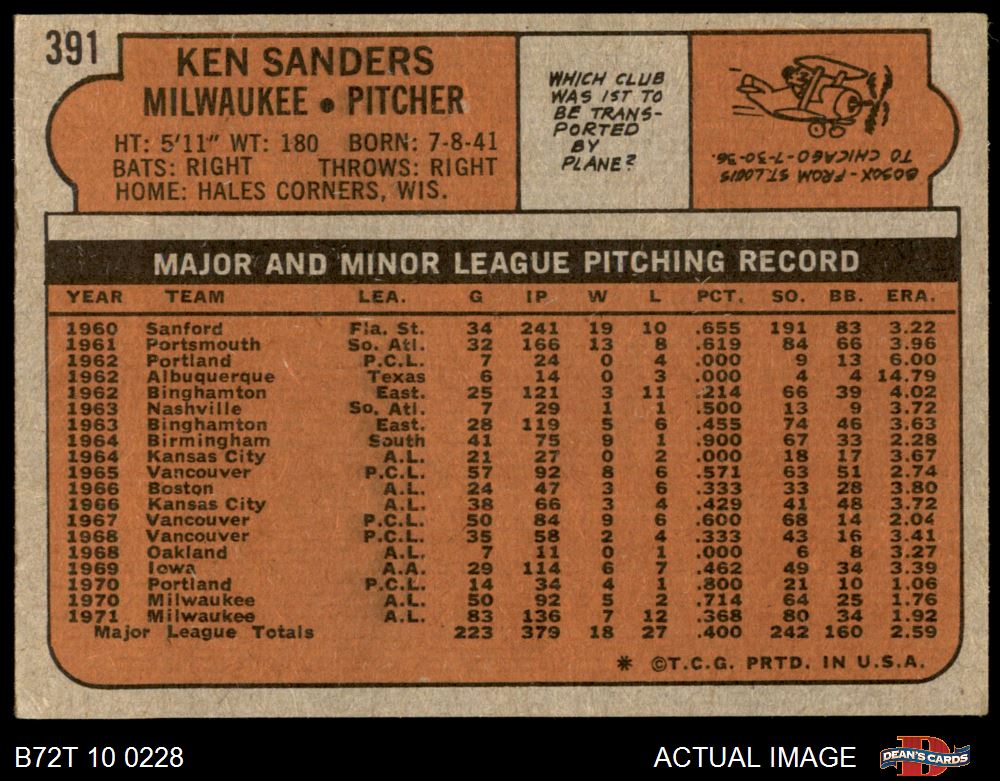 391
KEN SANDERS
MILWAUKEE • PITCHER
HT: 5'11" WT: 180 BORN: 7-8-41
BATS: RIGHT THROWS: RIGHT
HOME: HALES CORNERS, WIS.
WHICH CLUB
WAS 1ST TO
BE TRANS-
PORTED
BY
PLANE?
BOSOX-FROM ST. LOUIS
TO CHICAGO-7-30-36.
MAJOR AND MINOR LEAGUE PITCHING RECORD
YEAR TEAM LEA. G IP W L PCT. SO. BB. ERA.
1960 Sanford Fla. St. 34 241 19 10 .655 191 83 3.22
1961 Portsmouth So. Atl. 32 166 13 8 .619 84 66 3.96
1962 Portland P.C.L. 7 24 0 4 .000 9 13 6.00
1962 Albuquerque Texas 6 14 0 3 .000 4 4 14.79
1962 Binghamton East. 25 121 3 11 .214 66 39 4.02
1963 Nashville So. Atl. 7 29 1 1 .500 13 9 3.72
1963 Binghamton East. 28 119 5 6 .455 74 46 3.63
1964 Birmingham South 41 75 9 1 .900 67 33 2.28
1964 Kansas City A.L. 21 27 0 2 .000 18 17 3.67
1965 Vancouver P.C.L. 57 92 8 6 .571 63 51 2.74
1966 Boston A.L. 24 47 3 6 .333 33 28 3.80
1966 Kansas City A.L. 38 66 3 4 .429 41 48 3.72
1967 Vancouver P.C.L. 50 84 9 6 .600 68 14 2.04
1968 Vancouver P.C.L. 35 58 2 4 .333 43 16 3.41
1968 Oakland A.L. 7 11 0 1 .000 6 8 3.27
1969 Iowa A.A. 29 114 6 7 .462 49 34 3.39
1970 Portland P.C.L. 14 34 4 1 .800 21 10 1.06
1970 Milwaukee A.L. 50 92 5 2 .714 64 25 1.76
1971 Milwaukee A.L. 83 136 7 12 .368 80 34 1.92
Major League Totals 223 379 18 27 .400 242 160 2.59
* ©T.C.G. PRTD. IN U.S.A.
B72T 10 0228
ACTUAL IMAGE
DEAN'S CARDS